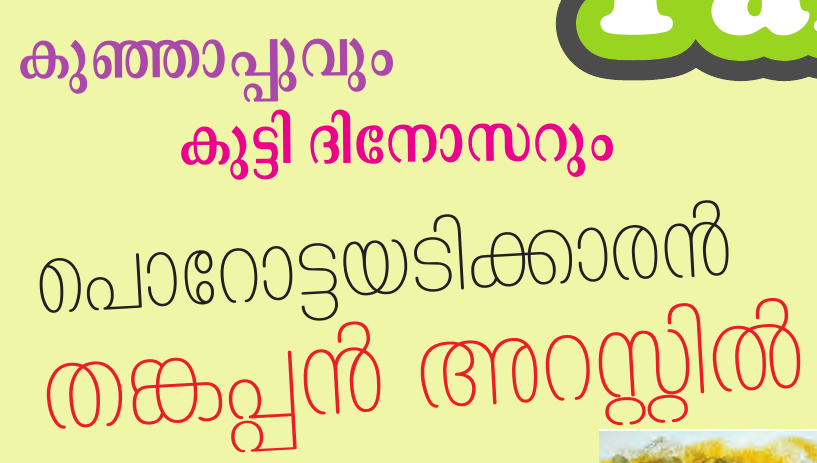 കുഞ്ഞാപ്പുവും
കുട്ടി ദിനോസറും
പൊറോട്ടയടിക്കാരൻ
തങ്കപ്പൻ അറസ്റ്റിൽ